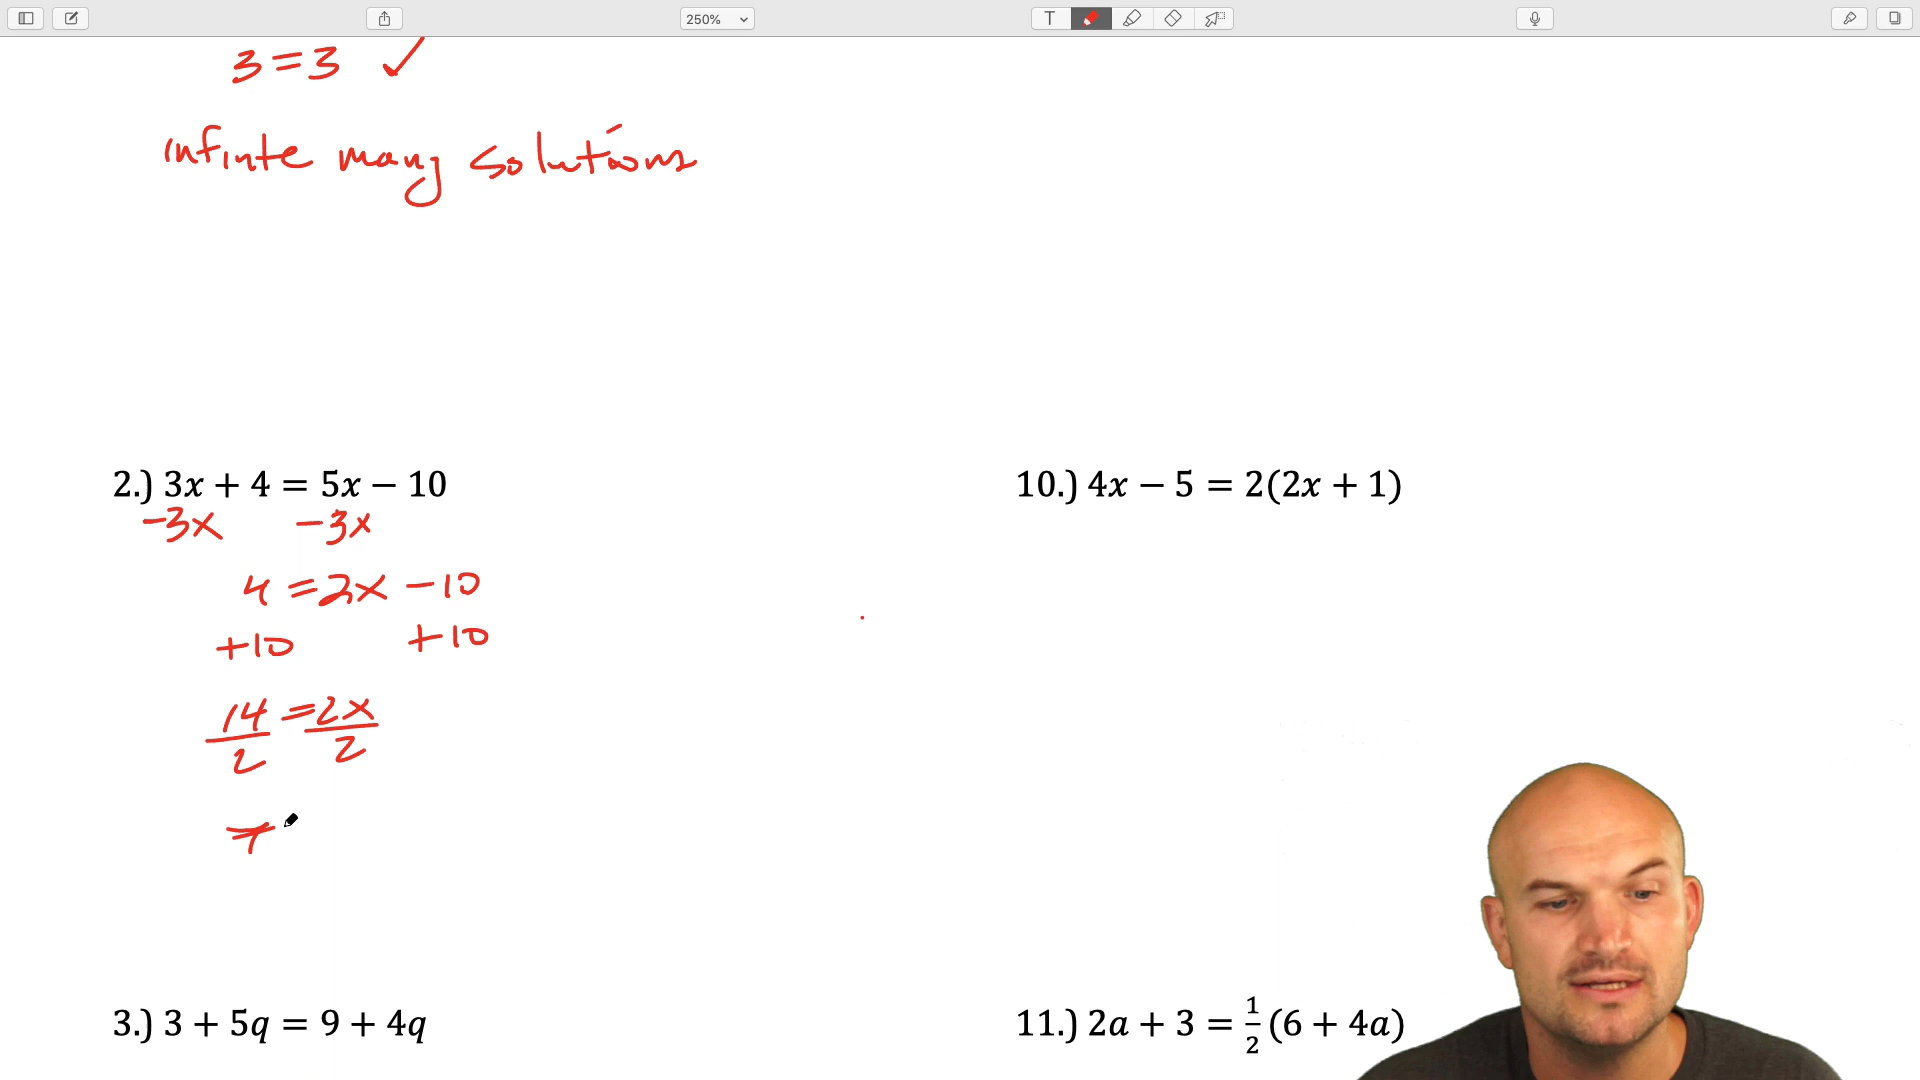 250%
T
3=3 ✓
infinte many solutions
2.) 3x + 4 = 5x − 10
-3x -3x
4 = 2x - 10
+10 +10
14/2 = 2x/2
7
3.) 3 + 5q = 9 + 4q
10.) 4x − 5 = 2(2x + 1)
11.) 2a + 3 = 1/2 (6 + 4a)